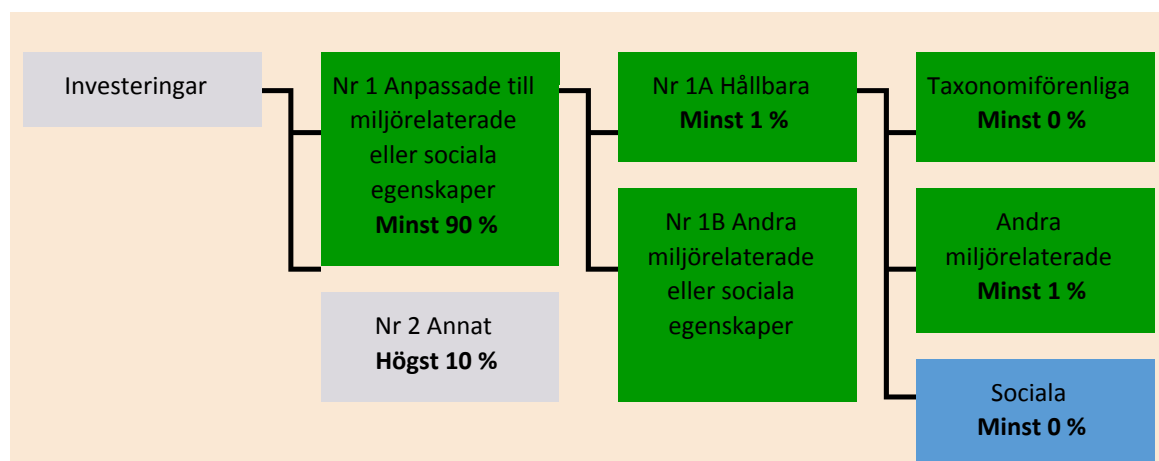 Investeringar
Nr 1 Anpassade till
miljörelaterade
eller sociala
egenskaper
Minst 90 %
Nr 2 Annat
Högst 10 %
Nr 1A Hållbara
Minst 1 %
Nr 1B Andra
miljörelaterade
eller sociala
egenskaper
Taxonomiförenliga
Minst 0 %
Andra
miljörelaterade
Minst 1 %
Sociala
Minst 0 %